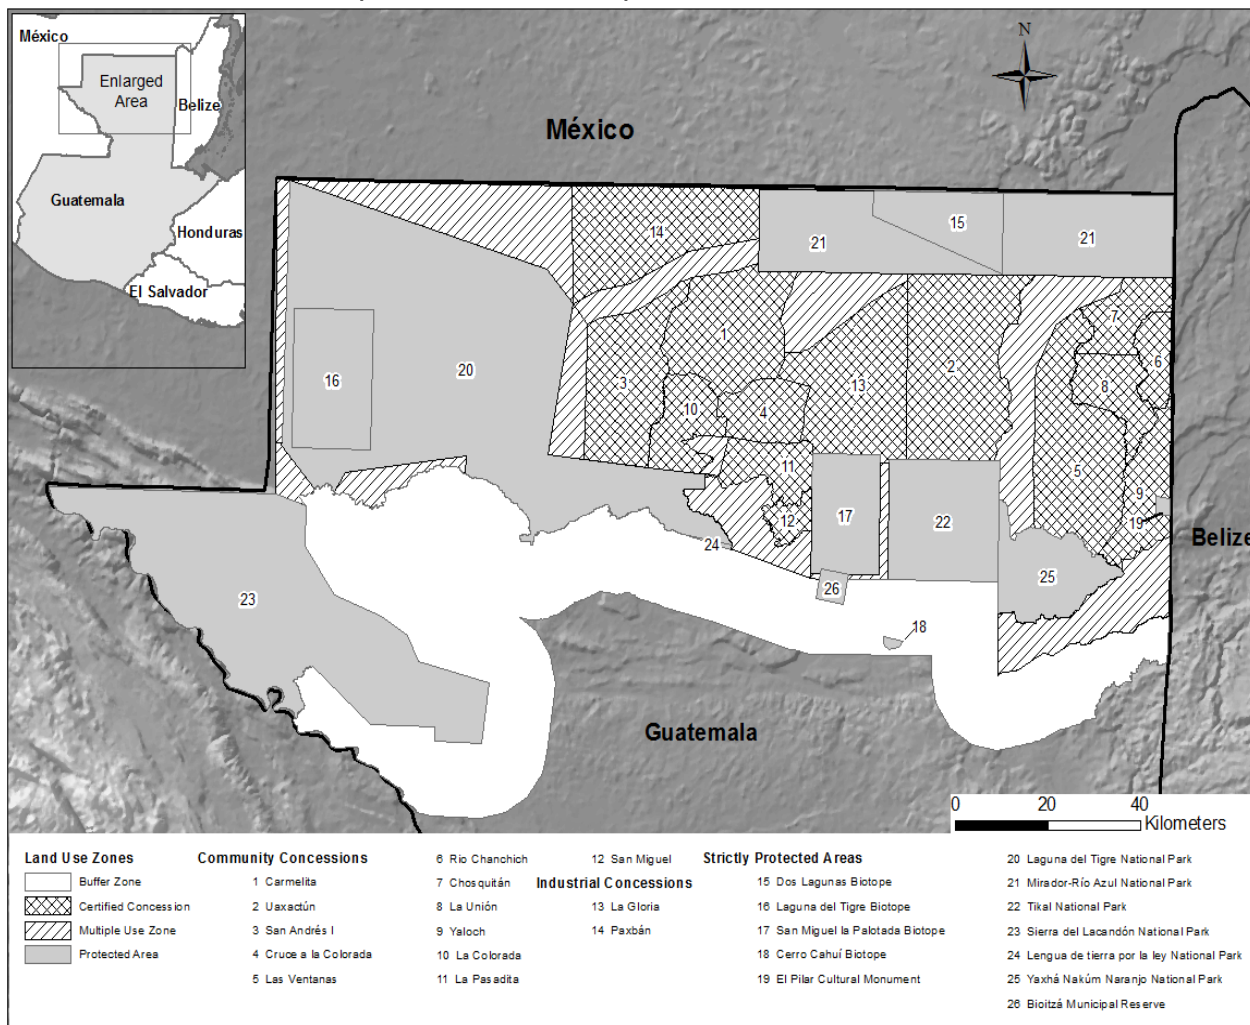 México
Enlarged
Area
Belize
Guatemala
Honduras
El Salvador
N
México
14
21
15
21
1
7
6
16
20
3
13
2
8
10
4
11
5
9
12
17
22
19
24
25
26
23
18
Belize
Guatemala
0 20 40
Kilometers
Land Use Zones
Buffer Zone
Certified Concession
Multiple Use Zone
Protected Area
Community Concessions
1 Carmelita
2 Uaxactún
3 San Andrés I
4 Cruce a la Colorada
5 Las Ventanas
6 Rio Chanchich
7 Chosquitán
8 La Unión
9 Yaloch
10 La Colorada
11 La Pasadita
12 San Miguel
Industrial Concessions
13 La Gloria
14 Paxbán
Strictly Protected Areas
15 Dos Lagunas Biotope
16 Laguna del Tigre Biotope
17 San Miguel la Palotada Biotope
18 Cerro Cahuí Biotope
19 El Pilar Cultural Monument
20 Laguna del Tigre National Park
21 Mirador-Río Azul National Park
22 Tikal National Park
23 Sierra del Lacandón National Park
24 Lengua de tierra por la ley National Park
25 Yaxhá Nakúm Naranjo National Park
26 Bioitzá Municipal Reserve